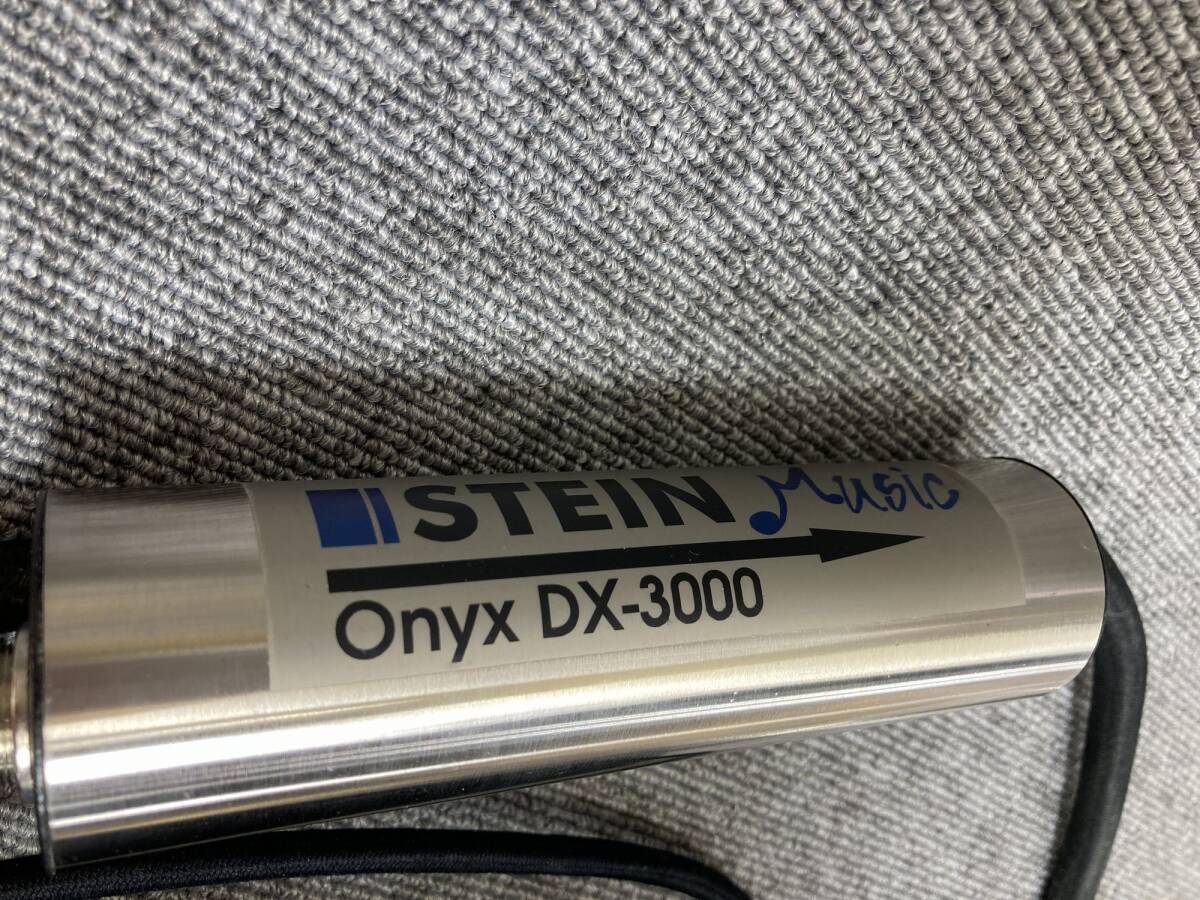 STEIN Music
Onyx DX-3000